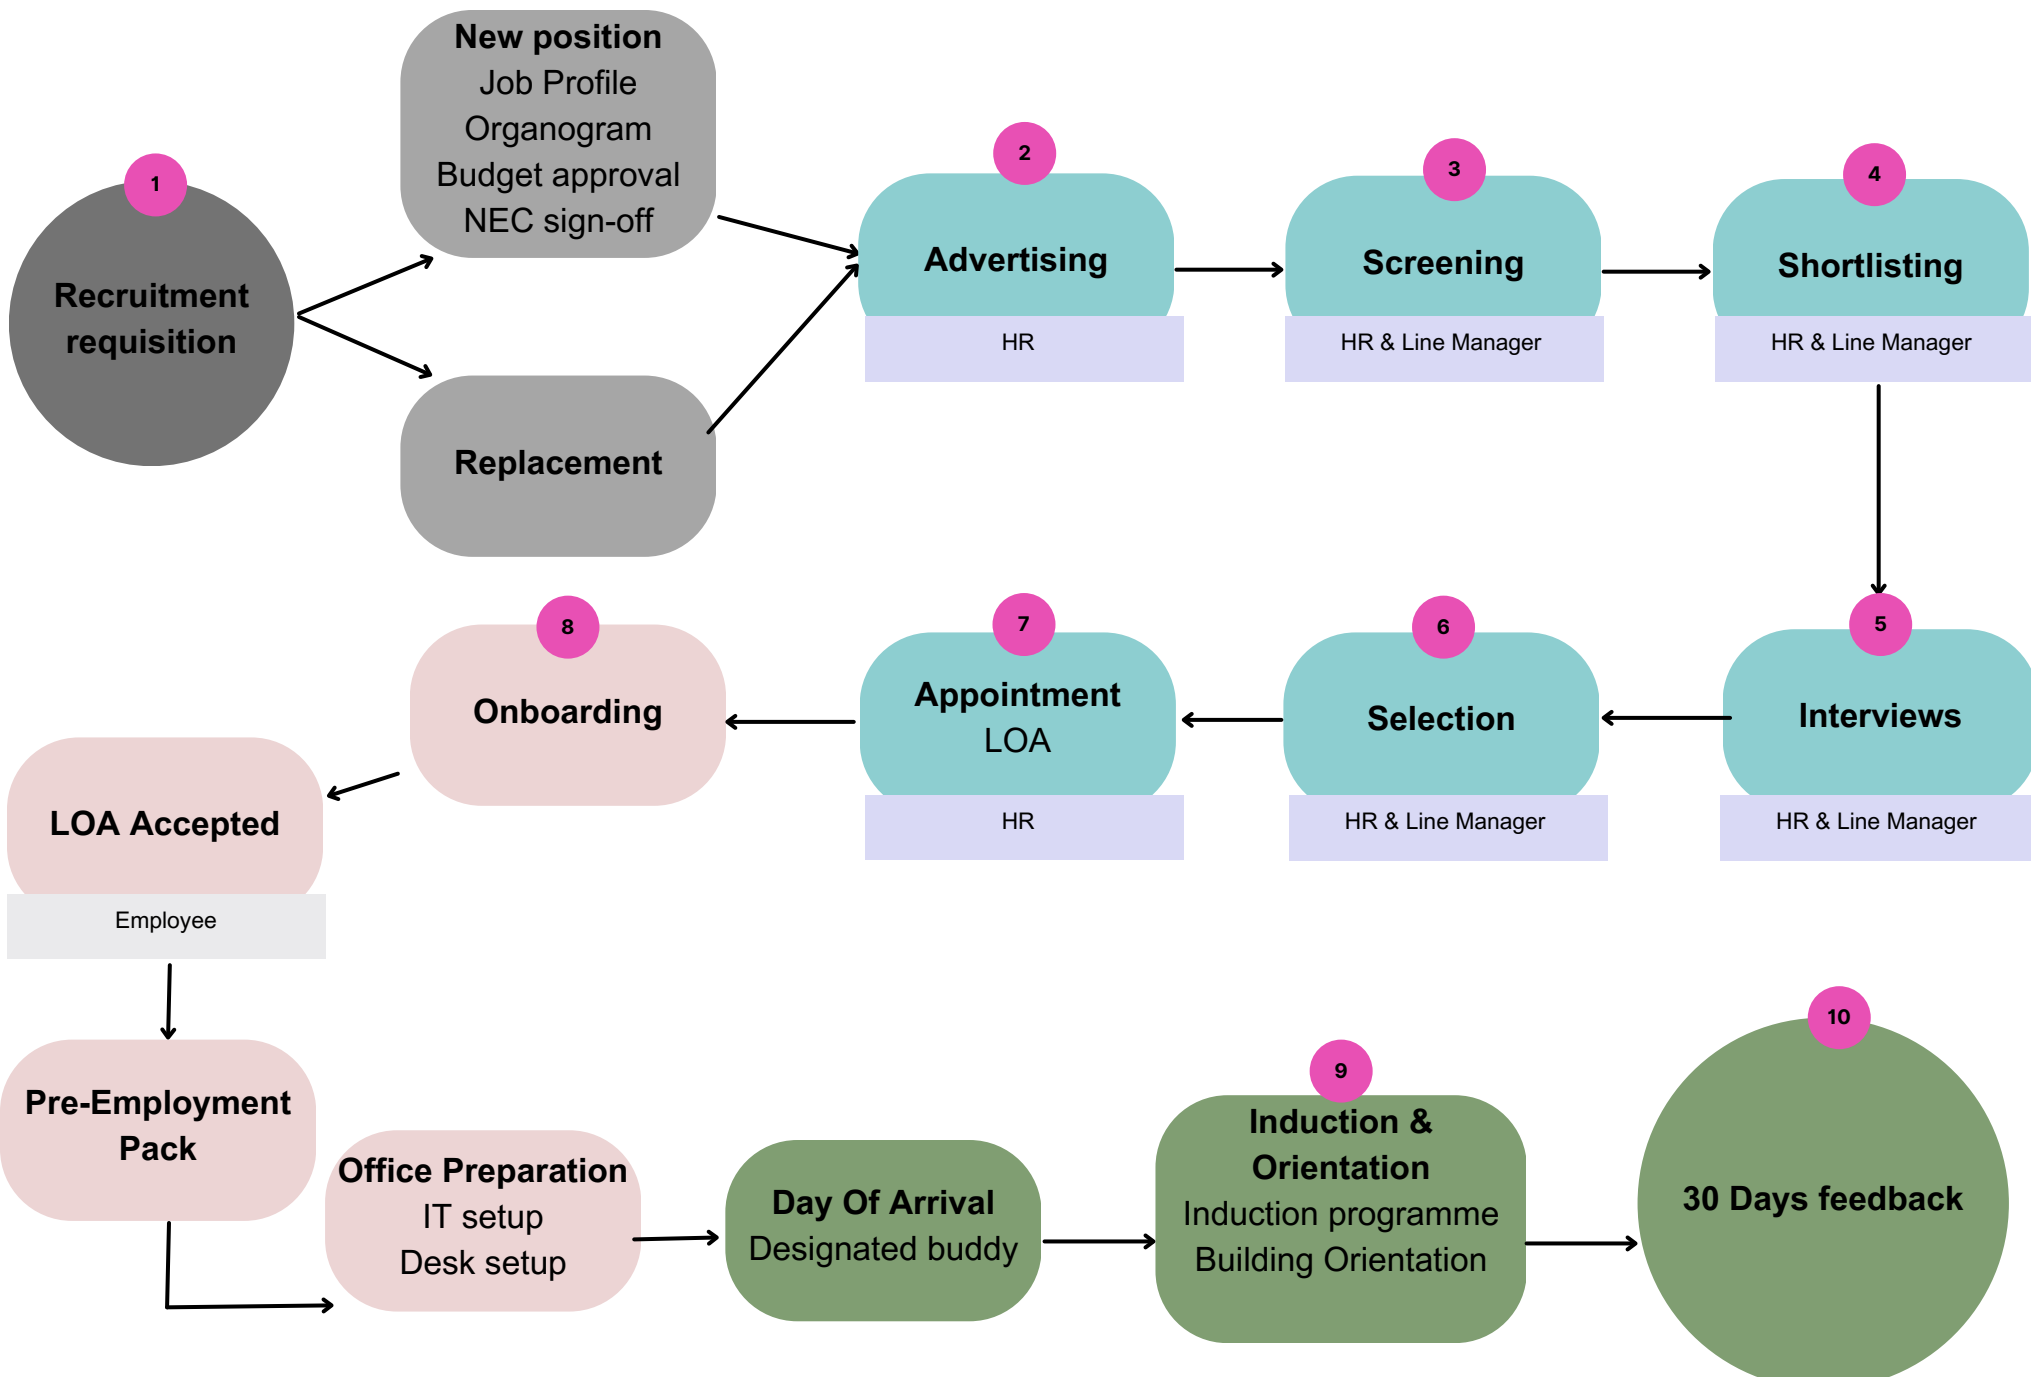 1
Recruitment
requisition
New position
Job Profile
Organogram
Budget approval
NEC sign-off
Replacement
2
Advertising
HR
3
Screening
HR & Line Manager
4
Shortlisting
HR & Line Manager
5
Interviews
HR & Line Manager
6
Selection
HR & Line Manager
7
Appointment
LOA
HR
8
Onboarding
LOA Accepted
Employee
Pre-Employment
Pack
Office Preparation
IT setup
Desk setup
Day Of Arrival
Designated buddy
9
Induction &
Orientation
Induction programme
Building Orientation
10
30 Days feedback